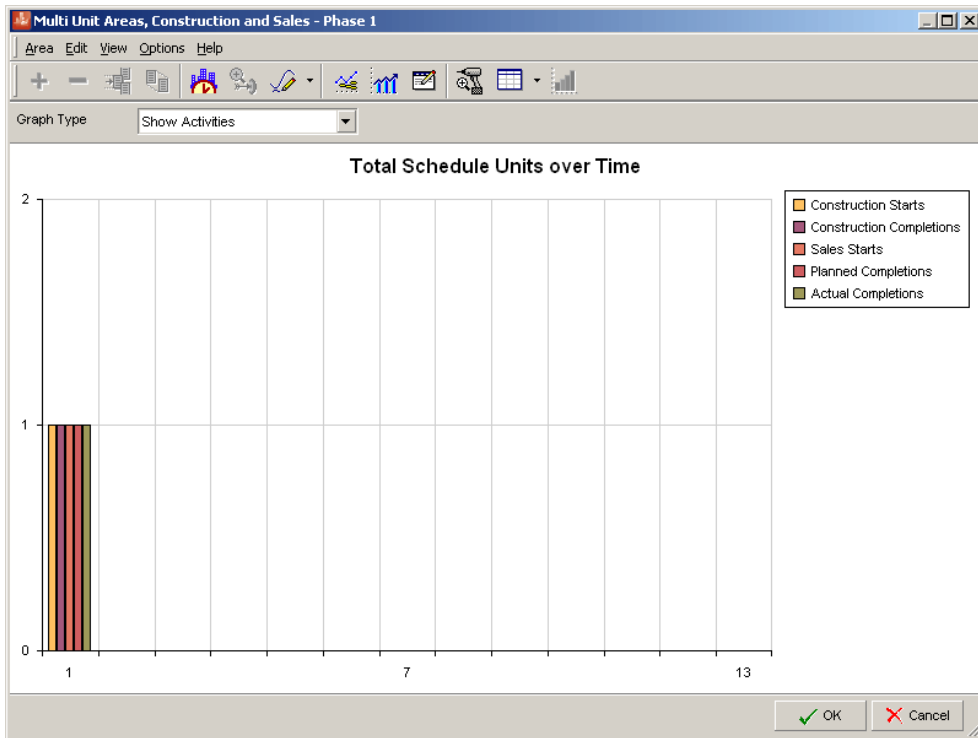 Multi Unit Areas, Construction and Sales - Phase 1
Area Edit View Options Help
Graph Type Show Activities
Total Schedule Units over Time
2
1
0
1 7 13
Construction Starts
Construction Completions
Sales Starts
Planned Completions
Actual Completions
OK Cancel